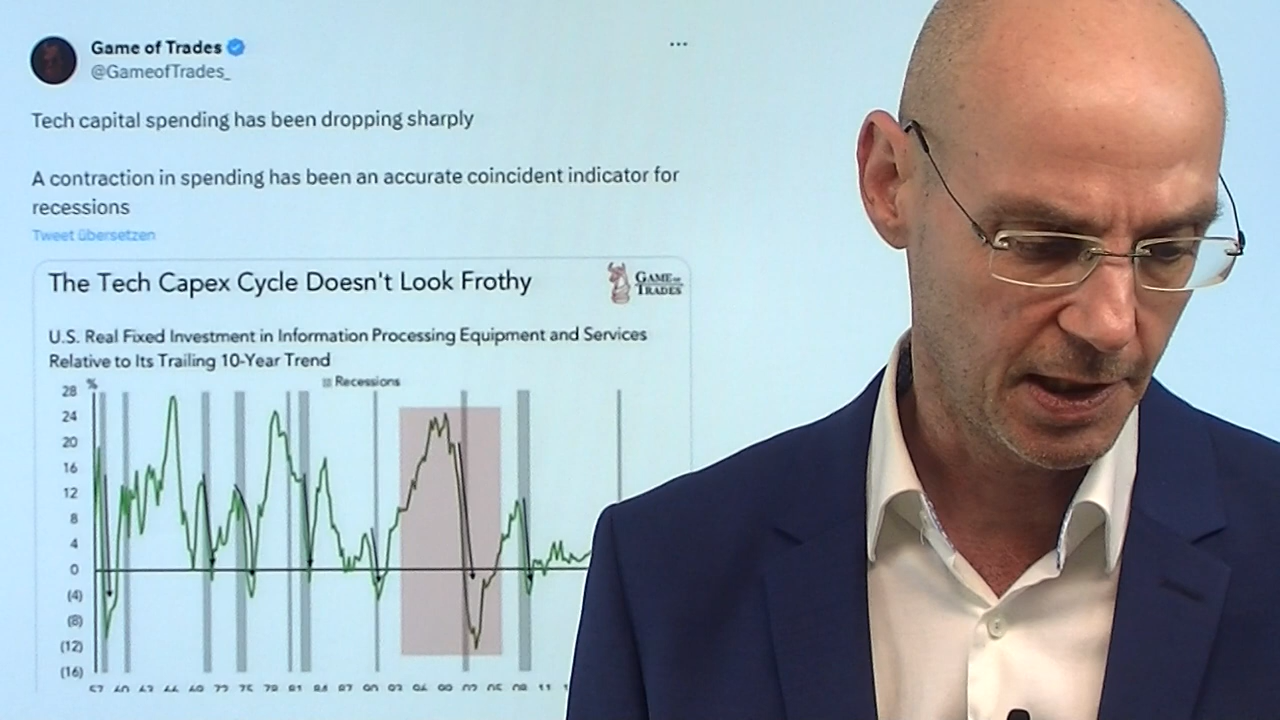 Game of Trades
@GameofTrades_
...
Tech capital spending has been dropping sharply
A contraction in spending has been an accurate coincident indicator for
recessions
Tweet übersetzen
The Tech Capex Cycle Doesn't Look Frothy
GAME OF
TRADES
U.S. Real Fixed Investment in Information Processing Equipment and Services
Relative to Its Trailing 10-Year Trend
%
Recessions
28
24
20
16
12
8
4
0
(4)
(8)
(12)
(16)
57 60 63 66 69 72 75 78 81 84 87 90 93 96 99 02 05 08 11